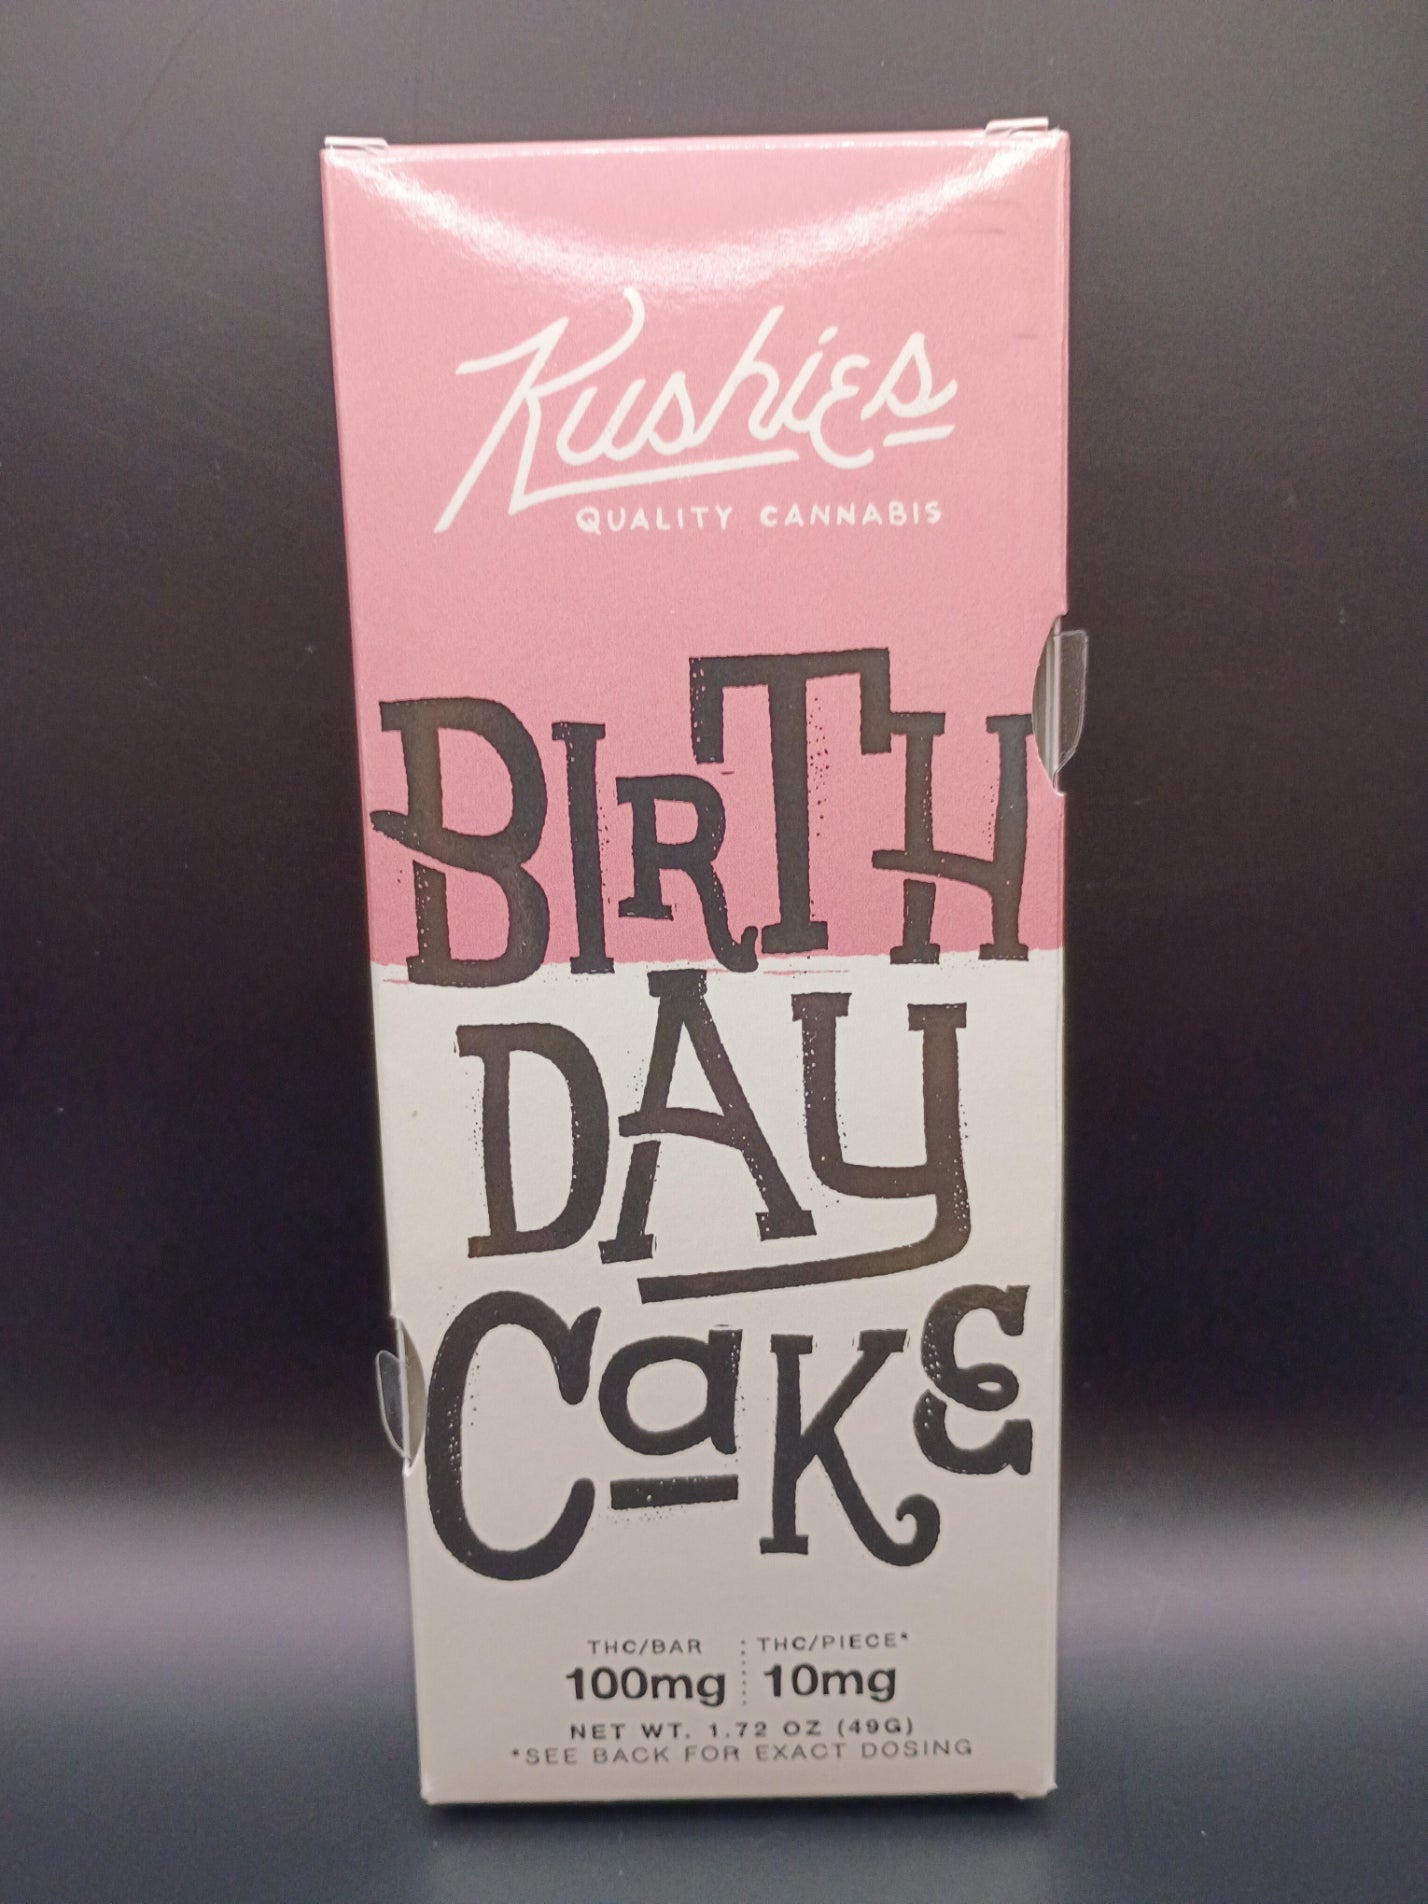 Kushies
QUALITY CANNABIS
BIRTH
DAY
CaKE
THC/BAR THC/PIECE*
100mg 10mg
NET WT. 1.72 OZ (49G)
*SEE BACK FOR EXACT DOSING